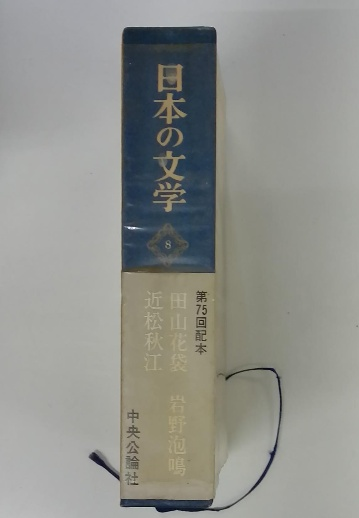 日本の文学
8
第75回配本
田山花袋 岩野泡鳴
近松秋江
中央公論社